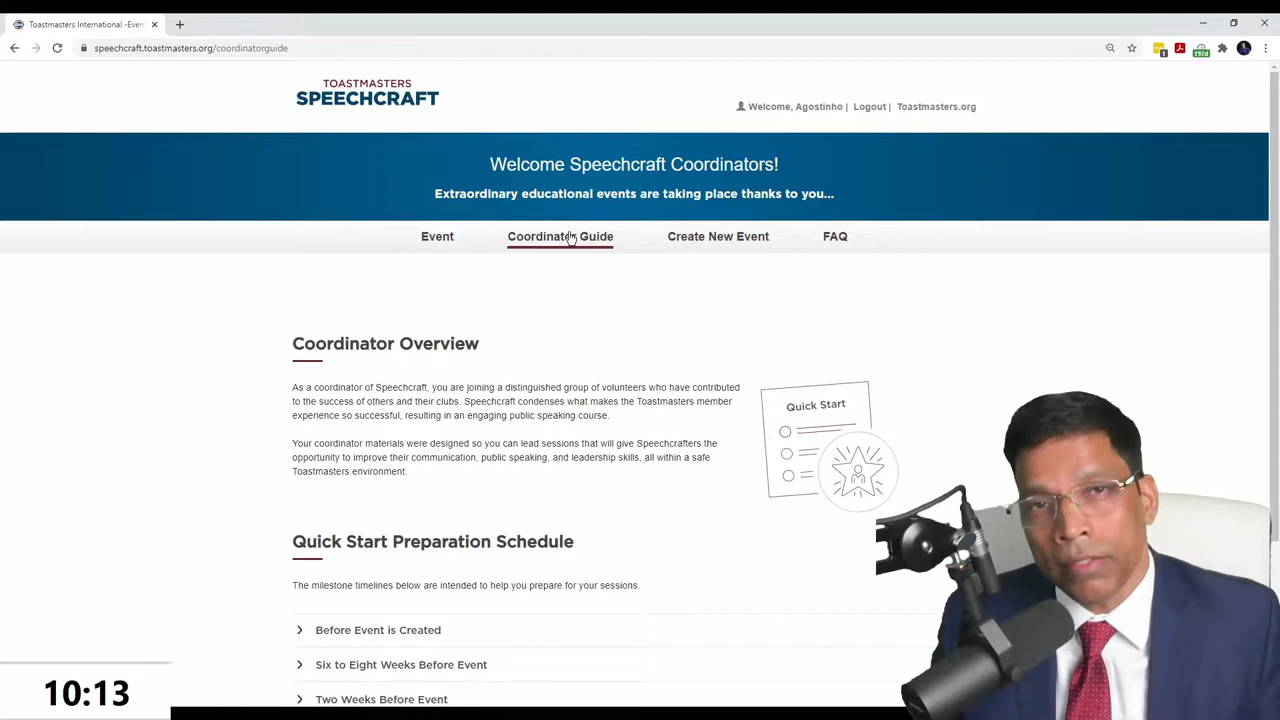 Toastmasters International -Even
speechcraft.toastmasters.org/coordinatorguide
1
197d
TOASTMASTERS
SPEECHCRAFT
Welcome, Agostinho | Logout | Toastmasters.org
Welcome Speechcraft Coordinators!
Extraordinary educational events are taking place thanks to you...
Event Coordinator Guide Create New Event FAQ
Coordinator Overview
As a coordinator of Speechcraft, you are joining a distinguished group of volunteers who have contributed
to the success of others and their clubs. Speechcraft condenses what makes the Toastmasters member
experience so successful, resulting in an engaging public speaking course.
Your coordinator materials were designed so you can lead sessions that will give Speechcrafters the
opportunity to improve their communication, public speaking, and leadership skills, all within a safe
Toastmasters environment.
Quick Start
Quick Start Preparation Schedule
The milestone timelines below are intended to help you prepare for your sessions.
Before Event is Created
Six to Eight Weeks Before Event
Two Weeks Before Event
10:13